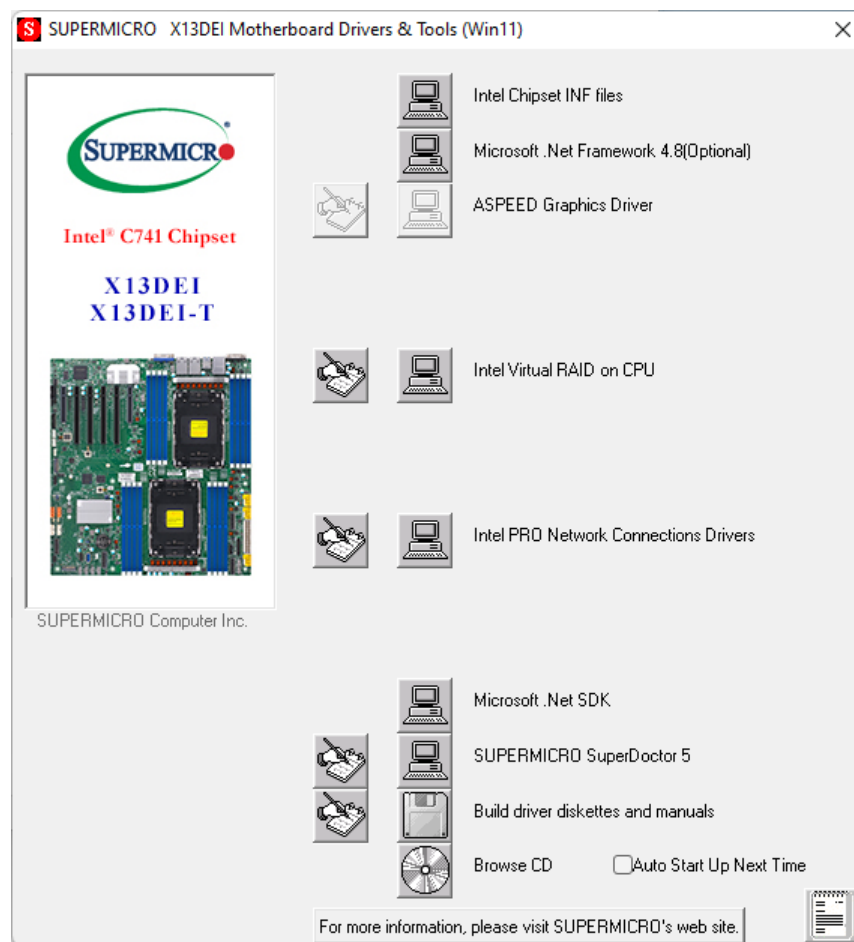 S SUPERMICRO X13DEI Motherboard Drivers & Tools (Win11)
SUPERMICRO
Intel® C741 Chipset
X13DEI
X13DEI-T
SUPERMICRO Computer Inc.
Intel Chipset INF files
Microsoft .Net Framework 4.8(Optional)
ASPEED Graphics Driver
Intel Virtual RAID on CPU
Intel PRO Network Connections Drivers
Microsoft .Net SDK
SUPERMICRO SuperDoctor 5
Build driver diskettes and manuals
Browse CD Auto Start Up Next Time
For more information, please visit SUPERMICRO's web site.